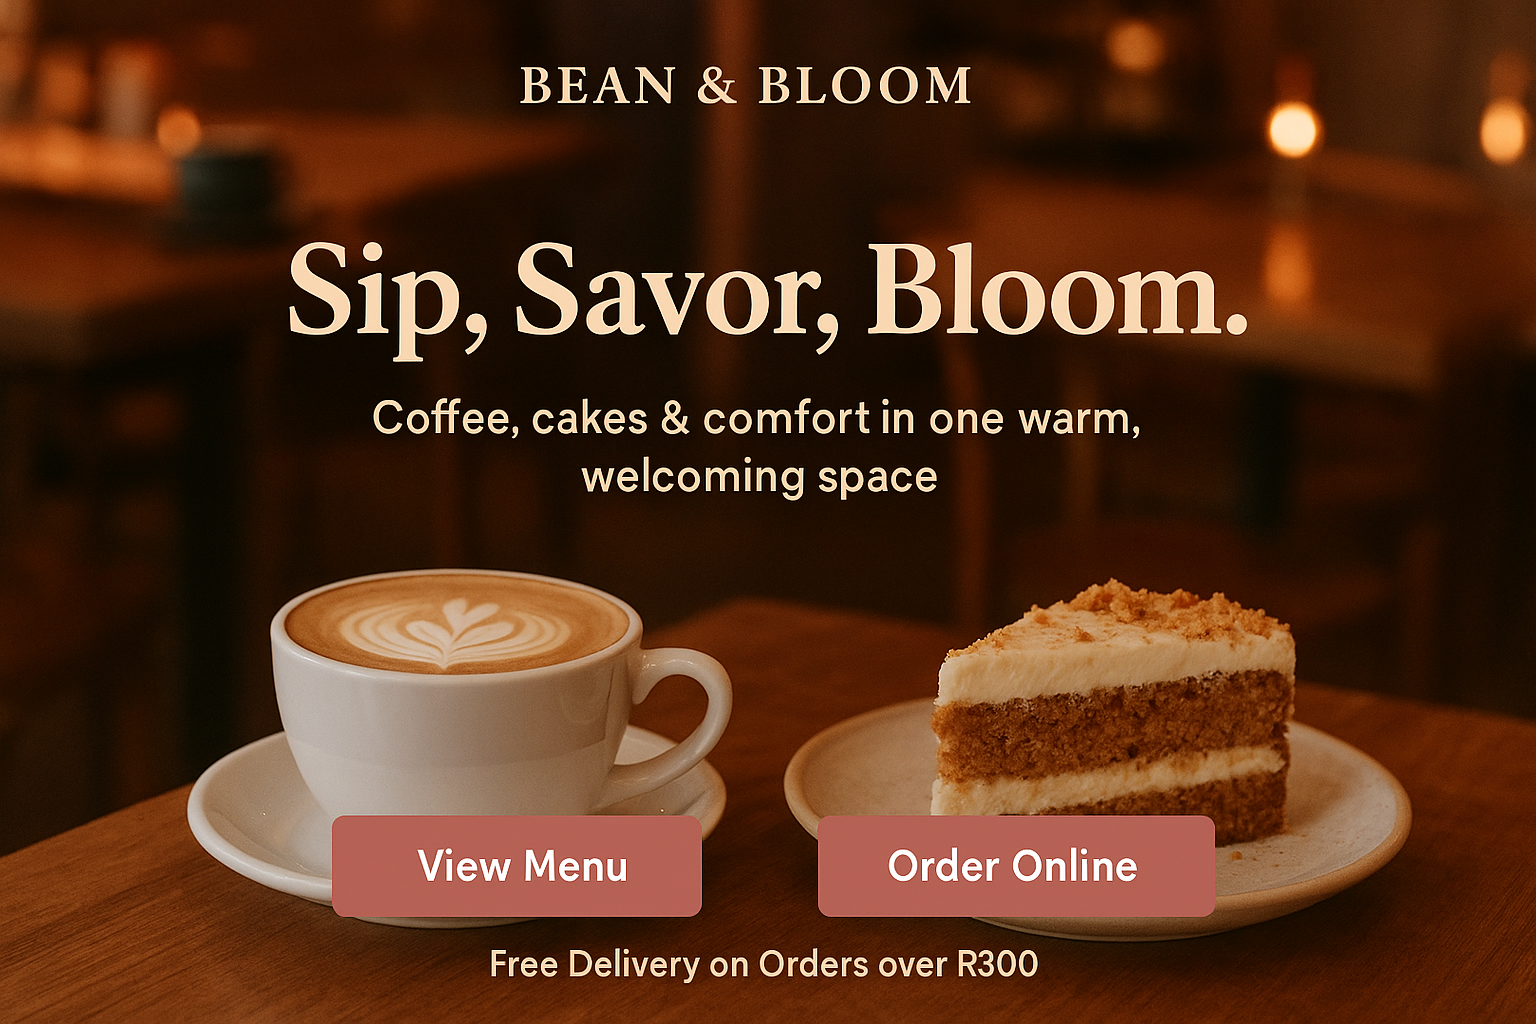 BEAN & BLOOM
Sip, Savor, Bloom.
Coffee, cakes & comfort in one warm,
welcoming space
View Menu
Order Online
Free Delivery on Orders over R300